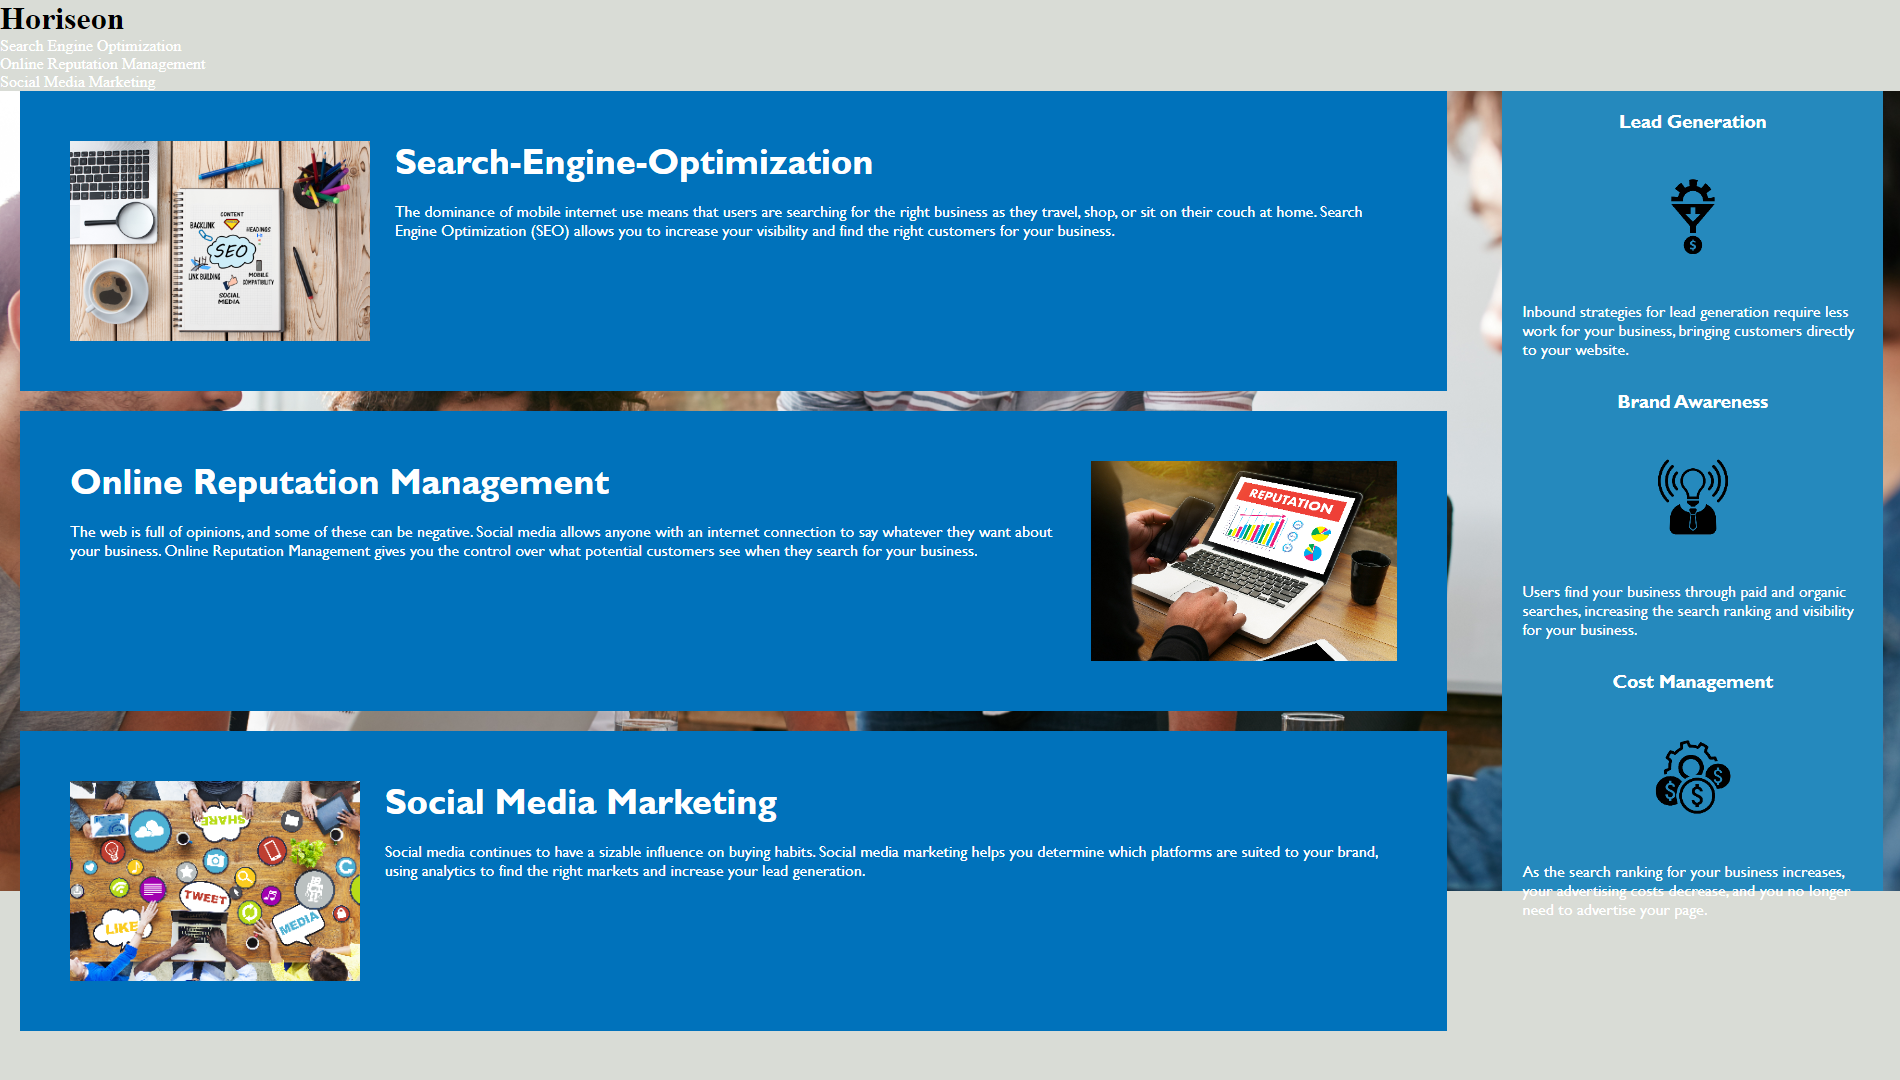 Horiseon
Search Engine Optimization
Online Reputation Management
Social Media Marketing
Search-Engine-Optimization
The dominance of mobile internet use means that users are searching for the right business as they travel, shop, or sit on their couch at home. Search
Engine Optimization (SEO) allows you to increase your visibility and find the right customers for your business.
CONTENT
BACKLINK
HEADINGS
SEO
LINK BUILDING
MOBILE
COMPATIBILITY
SOCIAL
MEDIA
Online Reputation Management
The web is full of opinions, and some of these can be negative. Social media allows anyone with an internet connection to say whatever they want about
your business. Online Reputation Management gives you the control over what potential customers see when they search for your business.
REPUTATION
Social Media Marketing
Social media continues to have a sizable influence on buying habits. Social media marketing helps you determine which platforms are suited to your brand,
using analytics to find the right markets and increase your lead generation.
SHARE
TWEET
LIKE
MEDIA
Lead Generation
$
Inbound strategies for lead generation require less
work for your business, bringing customers directly
to your website.
Brand Awareness
Users find your business through paid and organic
searches, increasing the search ranking and visibility
for your business.
Cost Management
$
$
$
As the search ranking for your business increases,
your advertising costs decrease, and you no longer
need to advertise your page.